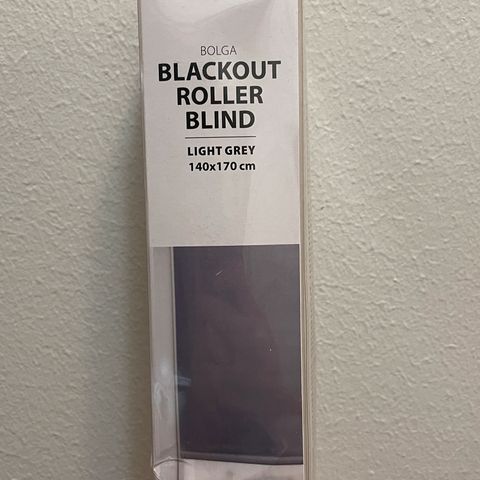 BOLGA
BLACKOUT
ROLLER
BLIND
LIGHT GREY
140x170 cm